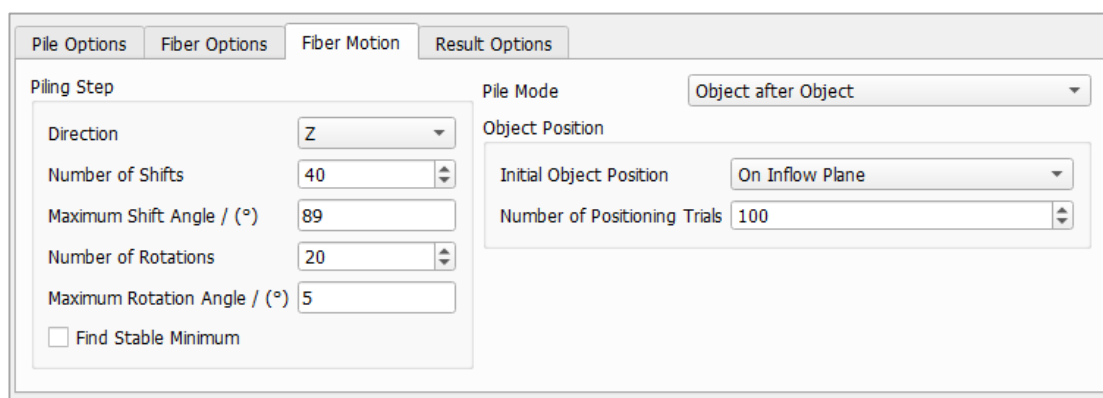 Pile Options Fiber Options Fiber Motion Result Options
Piling Step
Direction Z
Number of Shifts 40
Maximum Shift Angle / (°) 89
Number of Rotations 20
Maximum Rotation Angle / (°) 5
Find Stable Minimum
Pile Mode Object after Object
Object Position
Initial Object Position On Inflow Plane
Number of Positioning Trials 100